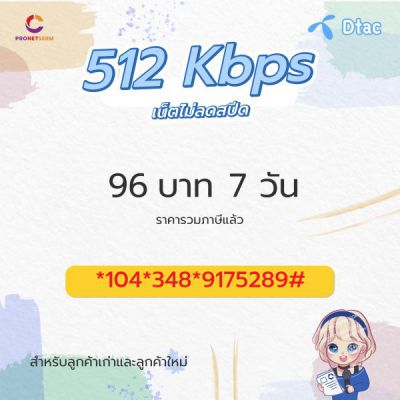 PRONETSERM
Dtac
512 Kbps
เน็ตไม่ลดสปีด
96 บาท 7 วัน
ราคารวมภาษีแล้ว
*104*348*9175289#
สำหรับลูกค้าเก่าและลูกค้าใหม่